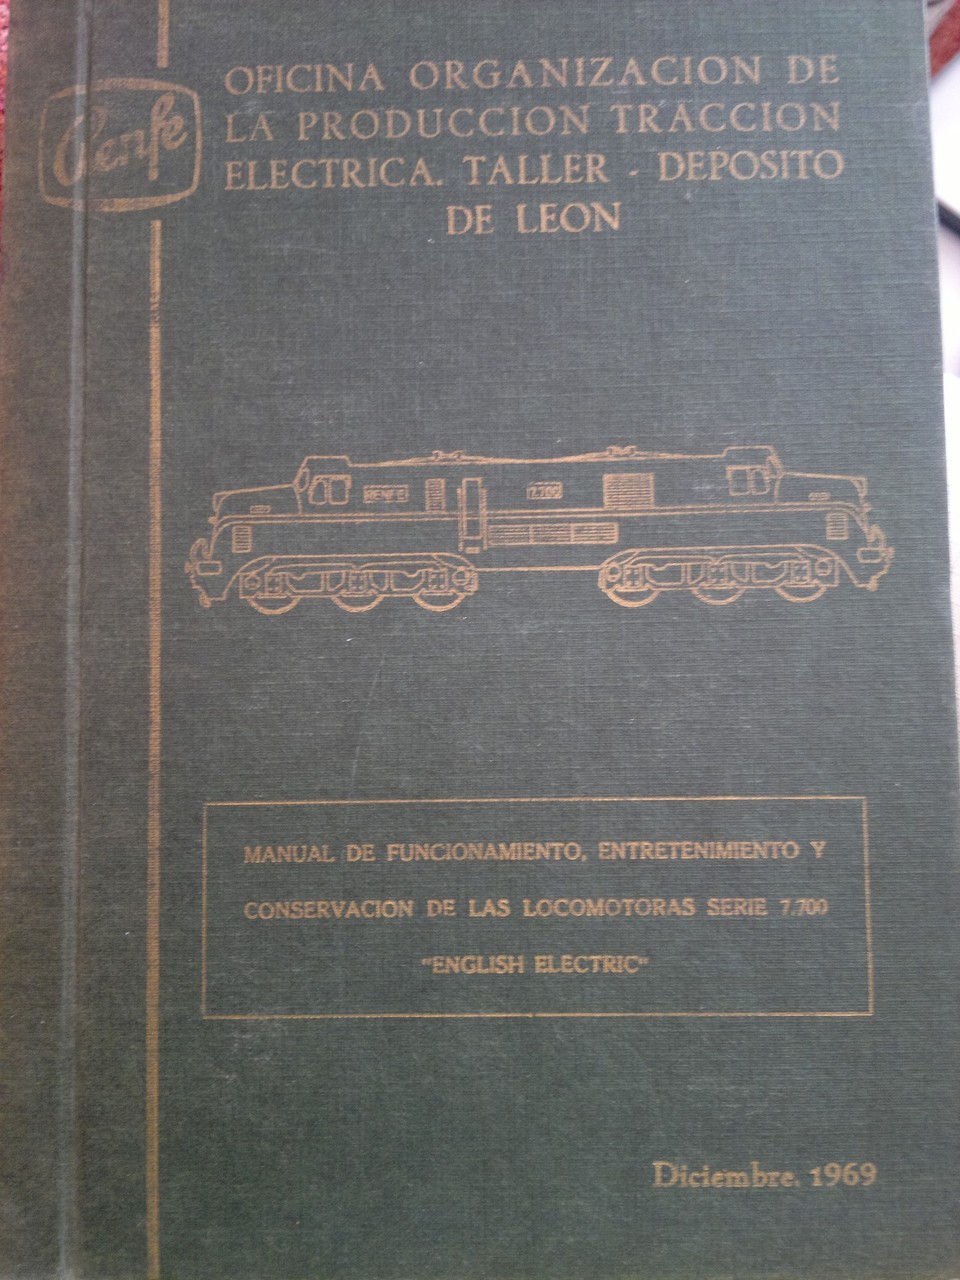 Renfe
OFICINA ORGANIZACION DE
LA PRODUCCION TRACCION
ELECTRICA. TALLER - DEPOSITO
DE LEON
RENFE
7.700
MANUAL DE FUNCIONAMIENTO, ENTRETENIMIENTO Y
CONSERVACION DE LAS LOCOMOTORAS SERIE 7.700
"ENGLISH ELECTRIC"
Diciembre, 1969